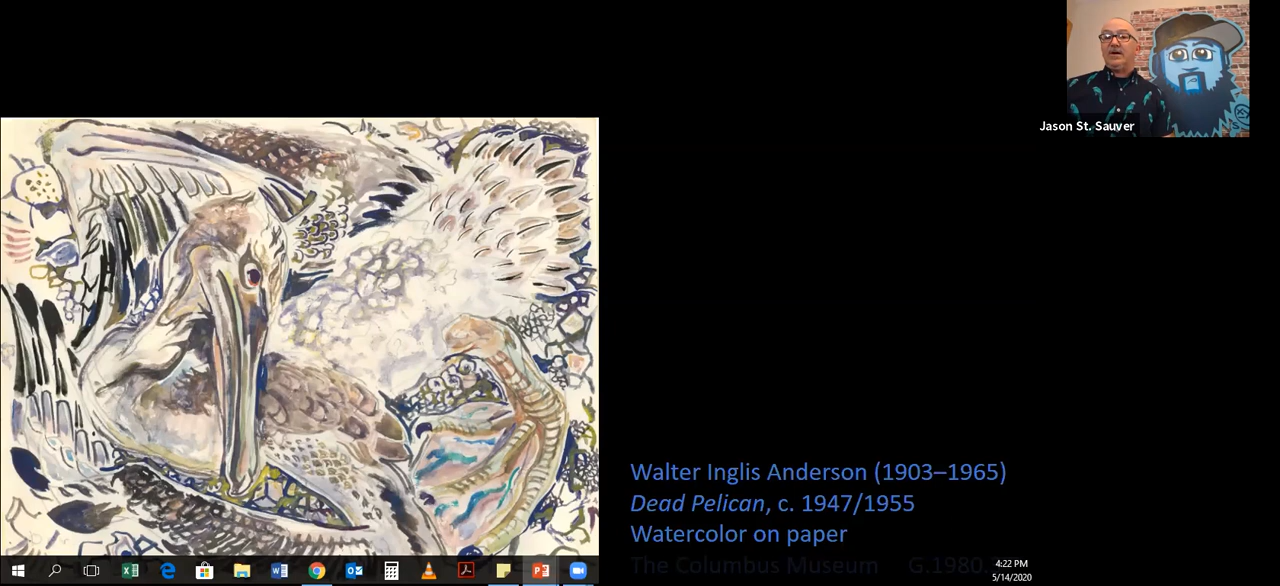 Jason St. Sauver
Walter Inglis Anderson (1903–1965)
Dead Pelican, c. 1947/1955
Watercolor on paper
The Columbus Museum G.1980.
4:22 PM
5/14/2020